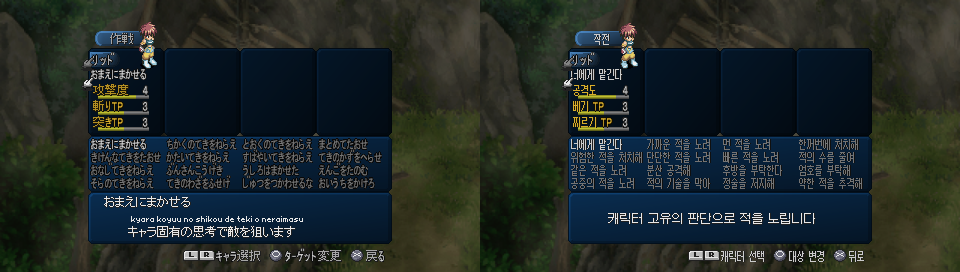 作戦
リッド
おまえにまかせる
攻撃度 4
斬りTP 3
突きTP 3
おまえにまかせる ちかくのてきをねらえ とおくのてきをねらえ まとめてたおせ
きけんなてきをたおせ かたいてきをねらえ すばやいてきをねらえ てきのかずをへらせ
おなじてきをねらえ ぶんさんこうげき うしろはまかせた えんごをたのむ
そらのてきをねらえ てきのわざをふせげ じゅつをつかわせるな おいうちをかけろ
おまえにまかせる
kyara koyuu no shikou de teki o neraimasu
キャラ固有の思考で敵を狙います
L R キャラ選択 ターゲット変更 戻る
작전
リッド
너에게 맡긴다
공격도 4
베기 TP 3
찌르기 TP 3
너에게 맡긴다 가까운 적을 노려 먼 적을 노려 한꺼번에 처치해
위험한 적을 처치해 단단한 적을 노려 빠른 적을 노려 적의 수를 줄여
같은 적을 노려 분산 공격해 후방을 부탁한다 엄호를 부탁해
공중의 적을 노려 적의 기술을 막아 정술을 저지해 약한 적을 추격해
캐릭터 고유의 판단으로 적을 노립니다
L R 캐릭터 선택 대상 변경 뒤로